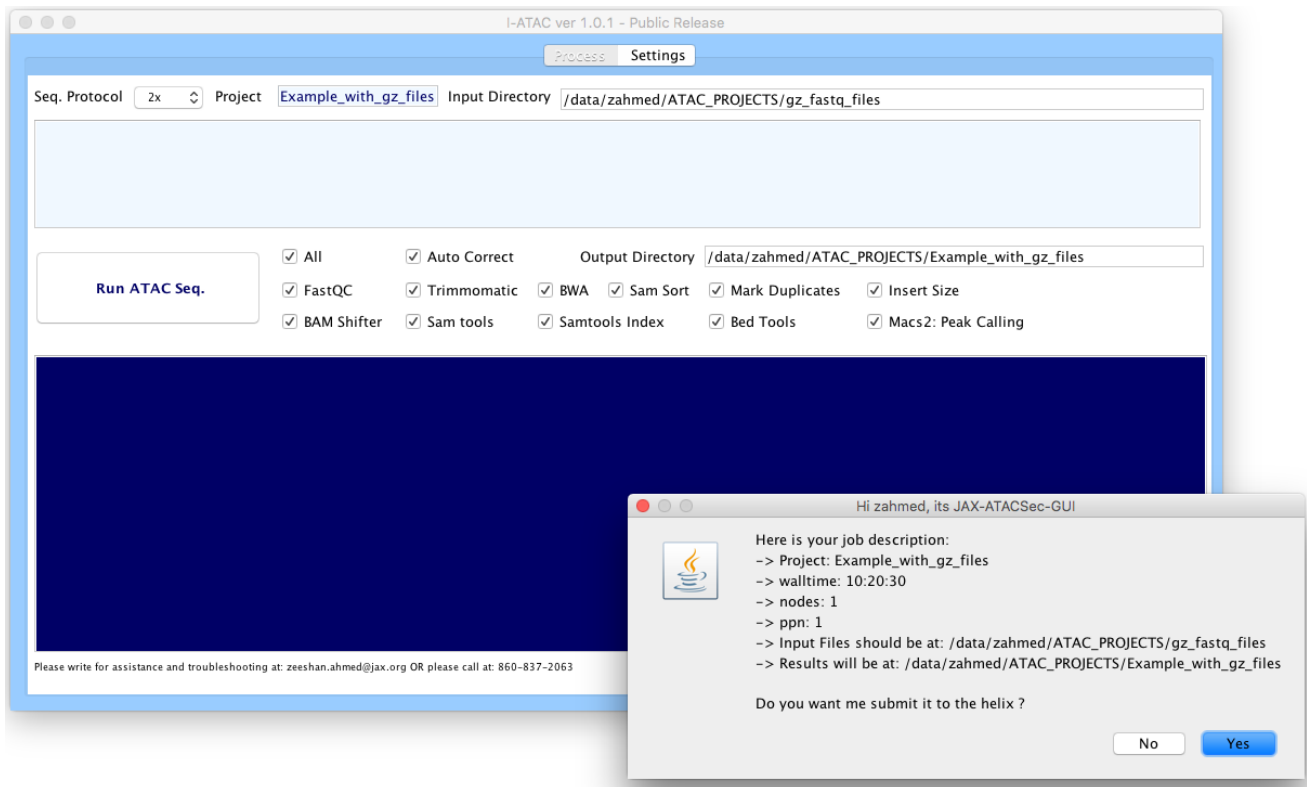 I-ATAC ver 1.0.1 - Public Release
Process Settings
Seq. Protocol 2x Project Example_with_gz_files Input Directory /data/zahmed/ATAC_PROJECTS/gz_fastq_files
All Auto Correct Output Directory /data/zahmed/ATAC_PROJECTS/Example_with_gz_files
Run ATAC Seq. FastQC Trimmomatic BWA Sam Sort Mark Duplicates Insert Size
BAM Shifter Sam tools Samtools Index Bed Tools Macs2: Peak Calling
Hi zahmed, its JAX-ATACSec-GUI
Here is your job description:
-> Project: Example_with_gz_files
-> walltime: 10:20:30
-> nodes: 1
-> ppn: 1
-> Input Files should be at: /data/zahmed/ATAC_PROJECTS/gz_fastq_files
-> Results will be at: /data/zahmed/ATAC_PROJECTS/Example_with_gz_files
Do you want me submit it to the helix ?
No Yes
Please write for assistance and troubleshooting at: zeeshan.ahmed@jax.org OR please call at: 860-837-2063